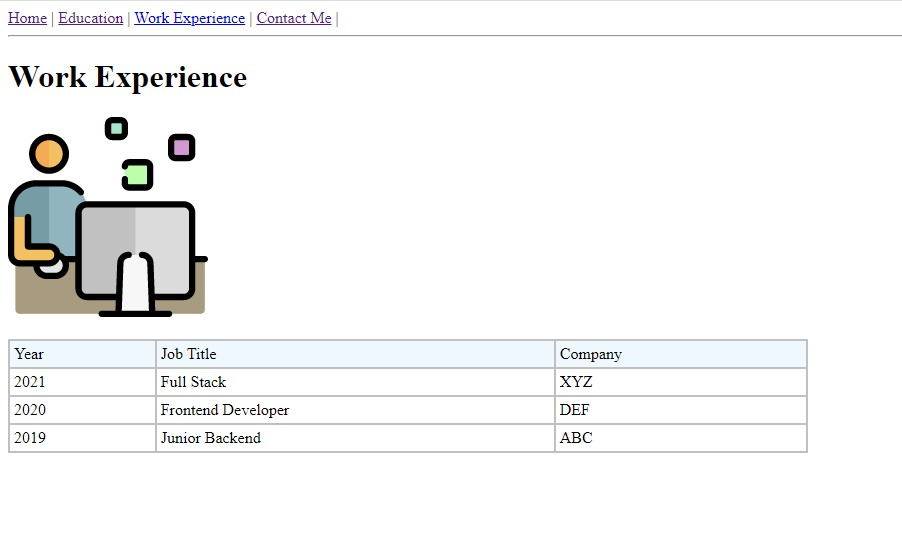 Home | Education | Work Experience | Contact Me |
Work Experience
Year Job Title Company
2021 Full Stack XYZ
2020 Frontend Developer DEF
2019 Junior Backend ABC